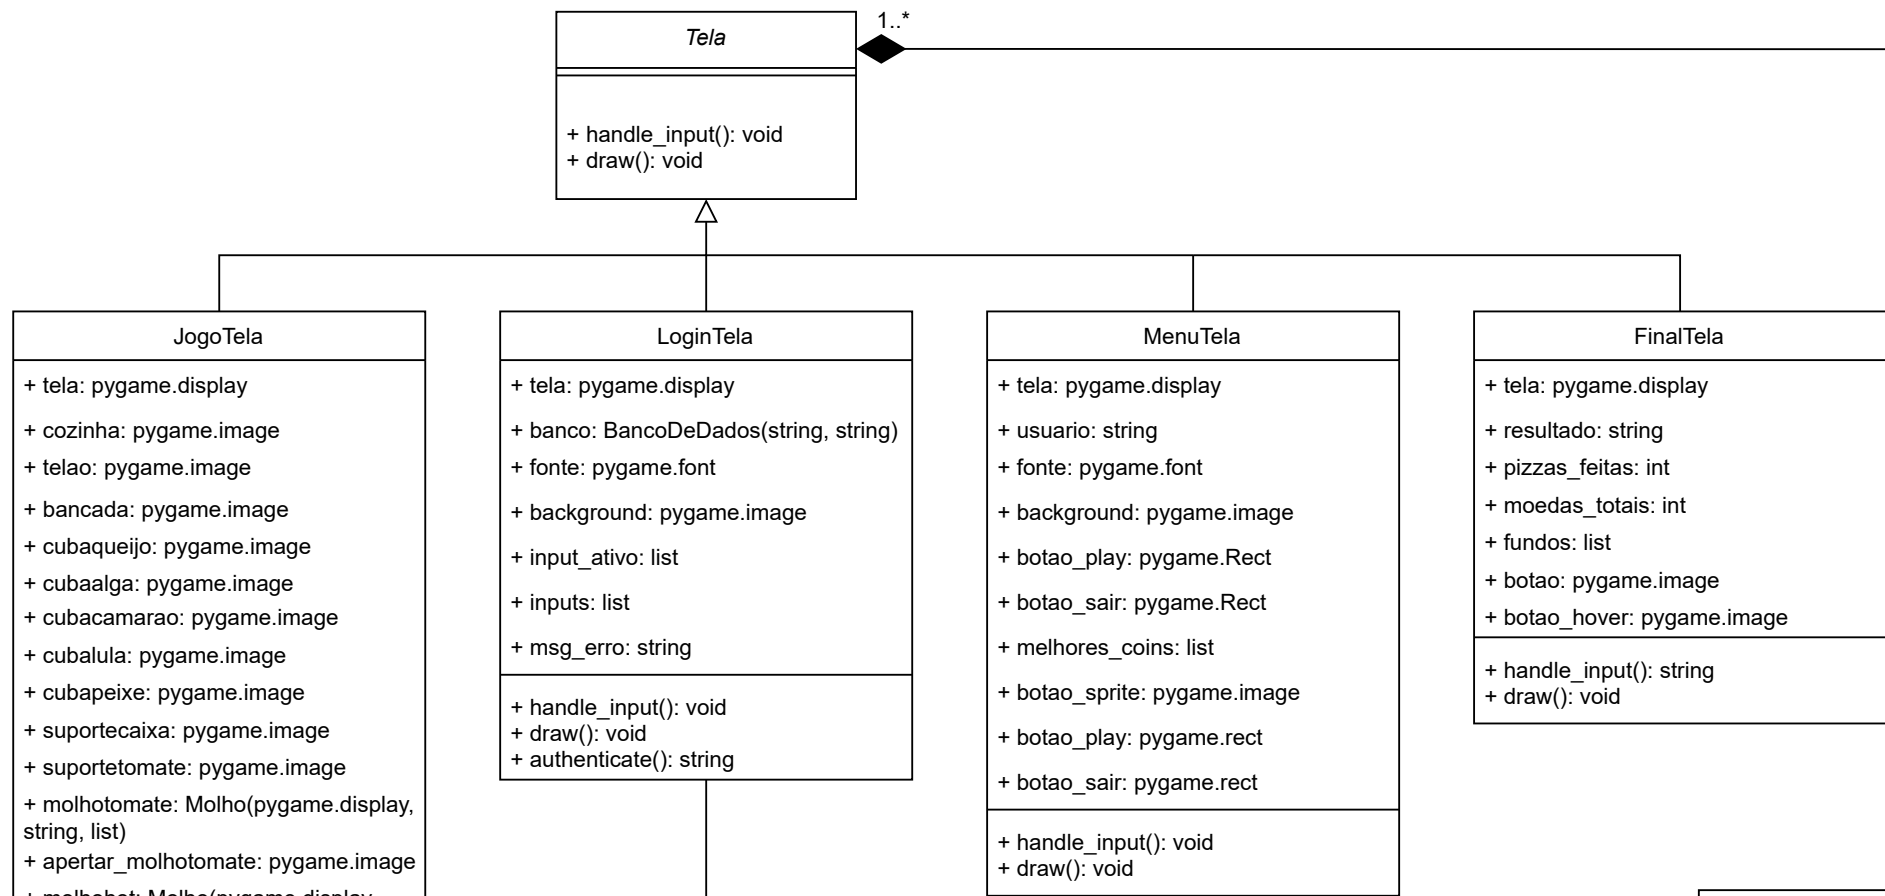 1..*
Tela
+ handle_input(): void
+ draw(): void
JogoTela
+ tela: pygame.display
+ cozinha: pygame.image
+ telao: pygame.image
+ bancada: pygame.image
+ cubaqueijo: pygame.image
+ cubaalga: pygame.image
+ cubacamarao: pygame.image
+ cubalula: pygame.image
+ cubapeixe: pygame.image
+ suportecaixa: pygame.image
+ suportetomate: pygame.image
+ molhotomate: Molho(pygame.display,
string, list)
+ apertar_molhotomate: pygame.image
LoginTela
+ tela: pygame.display
+ banco: BancoDeDados(string, string)
+ fonte: pygame.font
+ background: pygame.image
+ input_ativo: list
+ inputs: list
+ msg_erro: string
+ handle_input(): void
+ draw(): void
+ authenticate(): string
MenuTela
+ tela: pygame.display
+ usuario: string
+ fonte: pygame.font
+ background: pygame.image
+ botao_play: pygame.Rect
+ botao_sair: pygame.Rect
+ melhores_coins: list
+ botao_sprite: pygame.image
+ botao_play: pygame.rect
+ botao_sair: pygame.rect
+ handle_input(): void
+ draw(): void
FinalTela
+ tela: pygame.display
+ resultado: string
+ pizzas_feitas: int
+ moedas_totais: int
+ fundos: list
+ botao: pygame.image
+ botao_hover: pygame.image
+ handle_input(): string
+ draw(): void